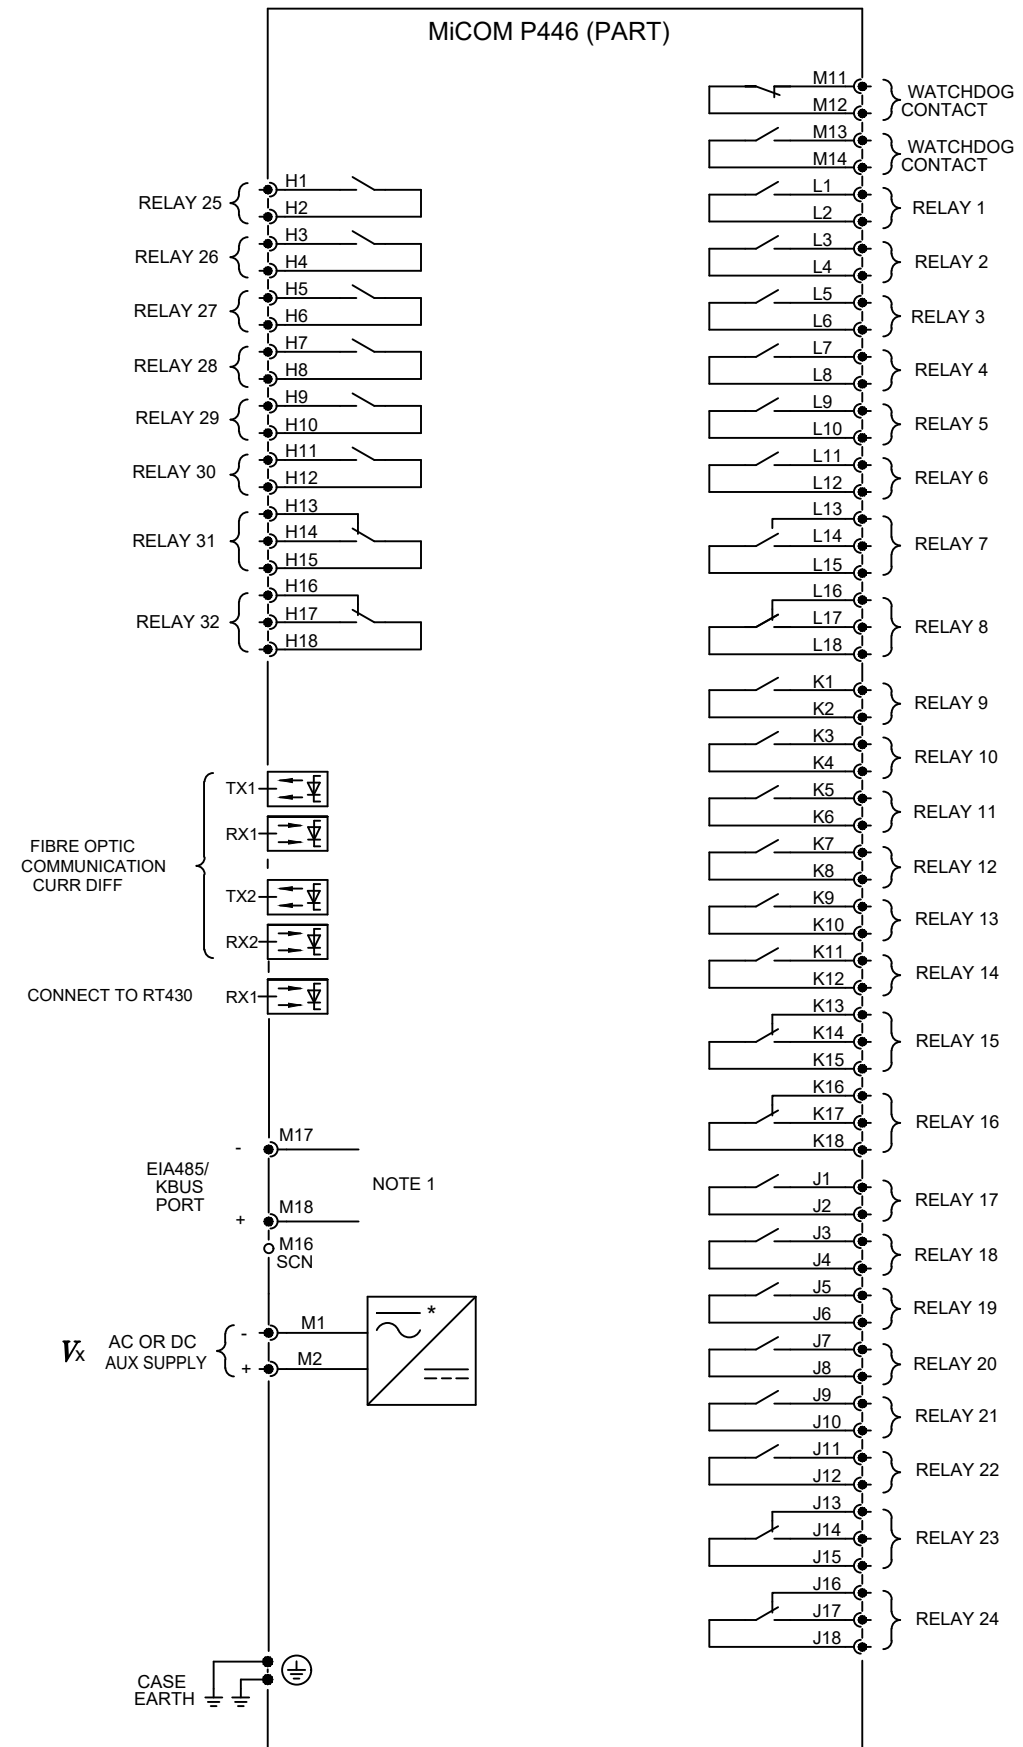 MiCOM P446 (PART)
H1
RELAY 25
H2
H3
RELAY 26
H4
H5
RELAY 27
H6
H7
RELAY 28
H8
H9
RELAY 29
H10
H11
RELAY 30
H12
H13
RELAY 31
H14
H15
H16
RELAY 32
H17
H18
TX1
RX1
FIBRE OPTIC
COMMUNICATION
CURR DIFF
TX2
RX2
CONNECT TO RT430
RX1
M17
-
EIA485/
KBUS
PORT
NOTE 1
M18
+
M16
SCN
Vx
AC OR DC
AUX SUPPLY
-
M1
+
M2
*
CASE
EARTH
M11
M12
WATCHDOG
CONTACT
M13
M14
WATCHDOG
CONTACT
L1
L2
RELAY 1
L3
L4
RELAY 2
L5
L6
RELAY 3
L7
L8
RELAY 4
L9
L10
RELAY 5
L11
L12
RELAY 6
L13
L14
L15
RELAY 7
L16
L17
L18
RELAY 8
K1
K2
RELAY 9
K3
K4
RELAY 10
K5
K6
RELAY 11
K7
K8
RELAY 12
K9
K10
RELAY 13
K11
K12
RELAY 14
K13
K14
K15
RELAY 15
K16
K17
K18
RELAY 16
J1
J2
RELAY 17
J3
J4
RELAY 18
J5
J6
RELAY 19
J7
J8
RELAY 20
J9
J10
RELAY 21
J11
J12
RELAY 22
J13
J14
J15
RELAY 23
J16
J17
J18
RELAY 24